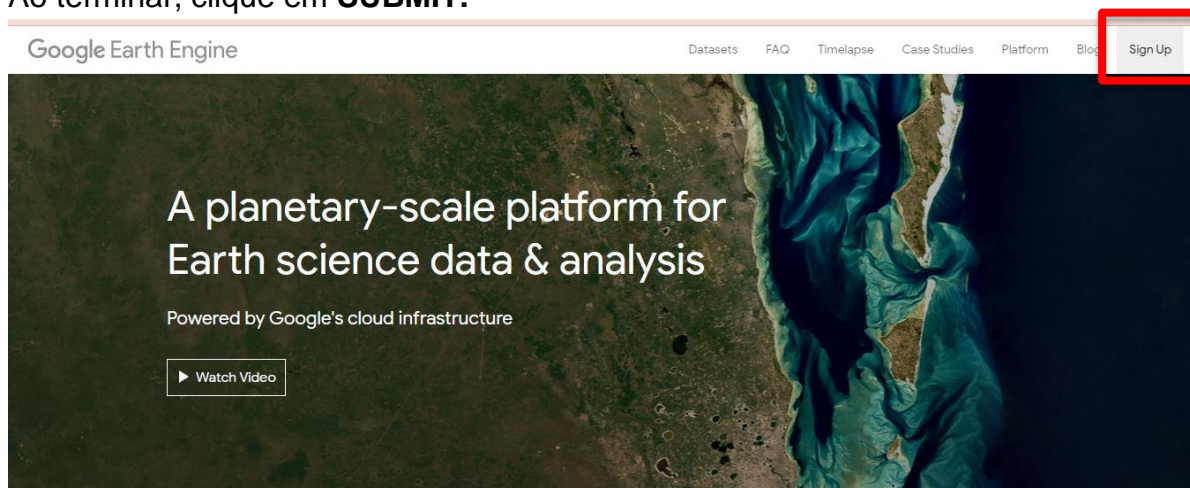 Ao terminar, clique em SUBMIT.
Google Earth Engine
Datasets FAQ Timelapse Case Studies Platform Blog Sign Up
A planetary-scale platform for
Earth science data & analysis
Powered by Google's cloud infrastructure
Watch Video